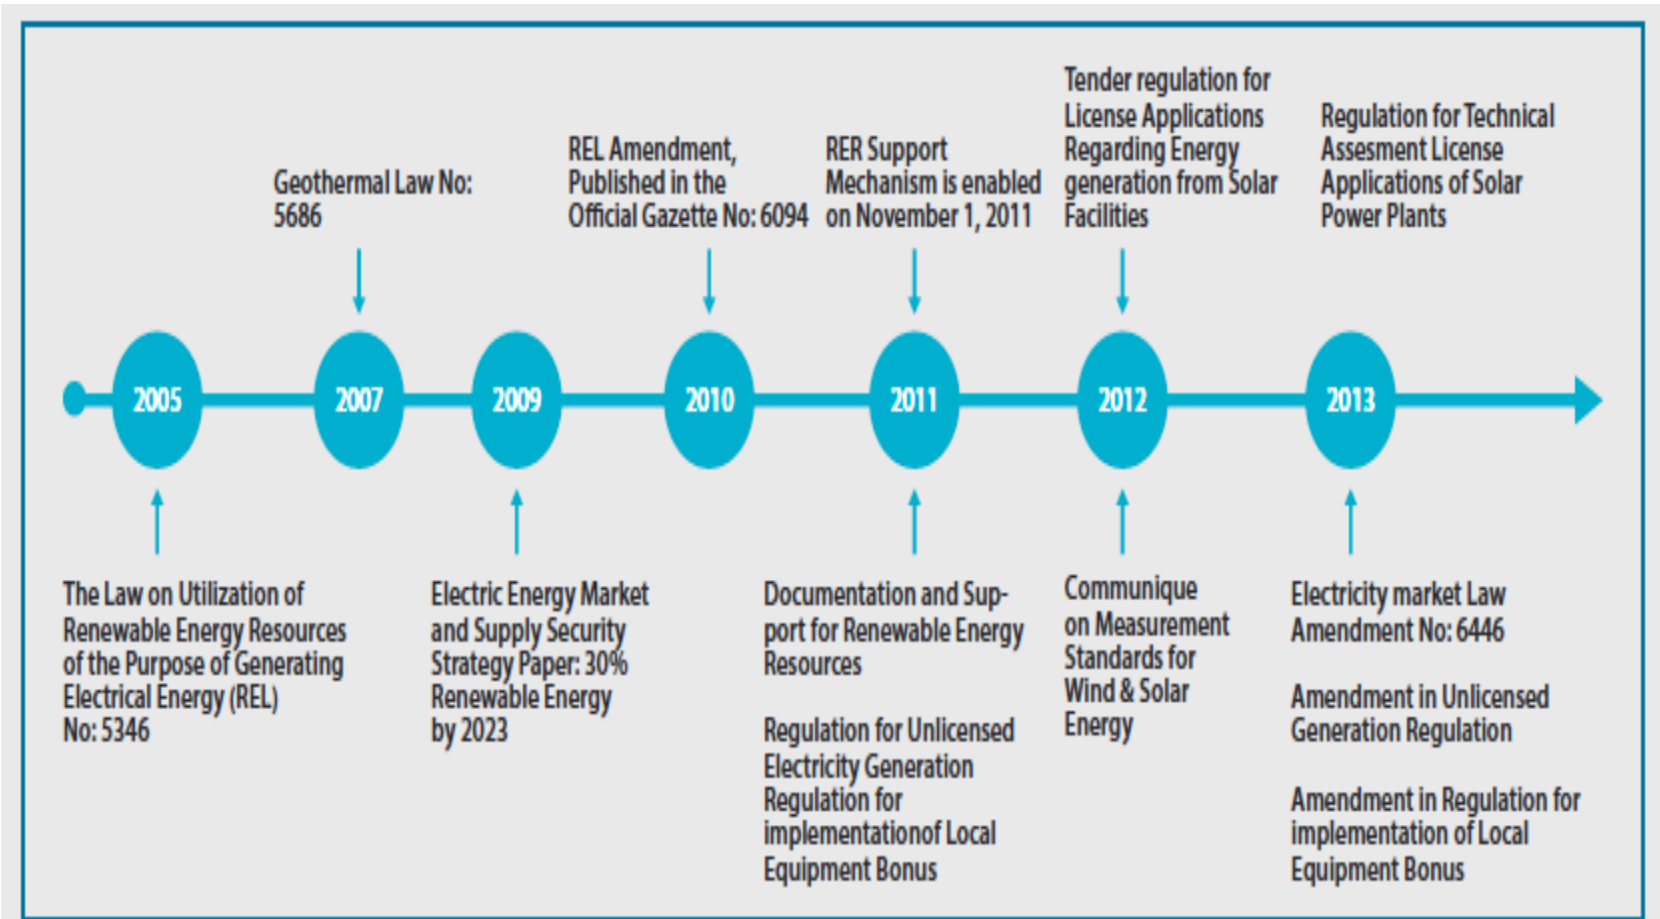 Geothermal Law No:
5686
REL Amendment,
Published in the
Official Gazette No: 6094
RER Support
Mechanism is enabled
on November 1, 2011
Tender regulation for
License Applications
Regarding Energy
generation from Solar
Facilities
Regulation for Technical
Assesment License
Applications of Solar
Power Plants
2005
2007
2009
2010
2011
2012
2013
The Law on Utilization of
Renewable Energy Resources
of the Purpose of Generating
Electrical Energy (REL)
No: 5346
Electric Energy Market
and Supply Security
Strategy Paper: 30%
Renewable Energy
by 2023
Documentation and Sup-
port for Renewable Energy
Resources
Regulation for Unlicensed
Electricity Generation
Regulation for
implementationof Local
Equipment Bonus
Communique
on Measurement
Standards for
Wind & Solar
Energy
Electricity market Law
Amendment No: 6446
Amendment in Unlicensed
Generation Regulation
Amendment in Regulation for
implementation of Local
Equipment Bonus